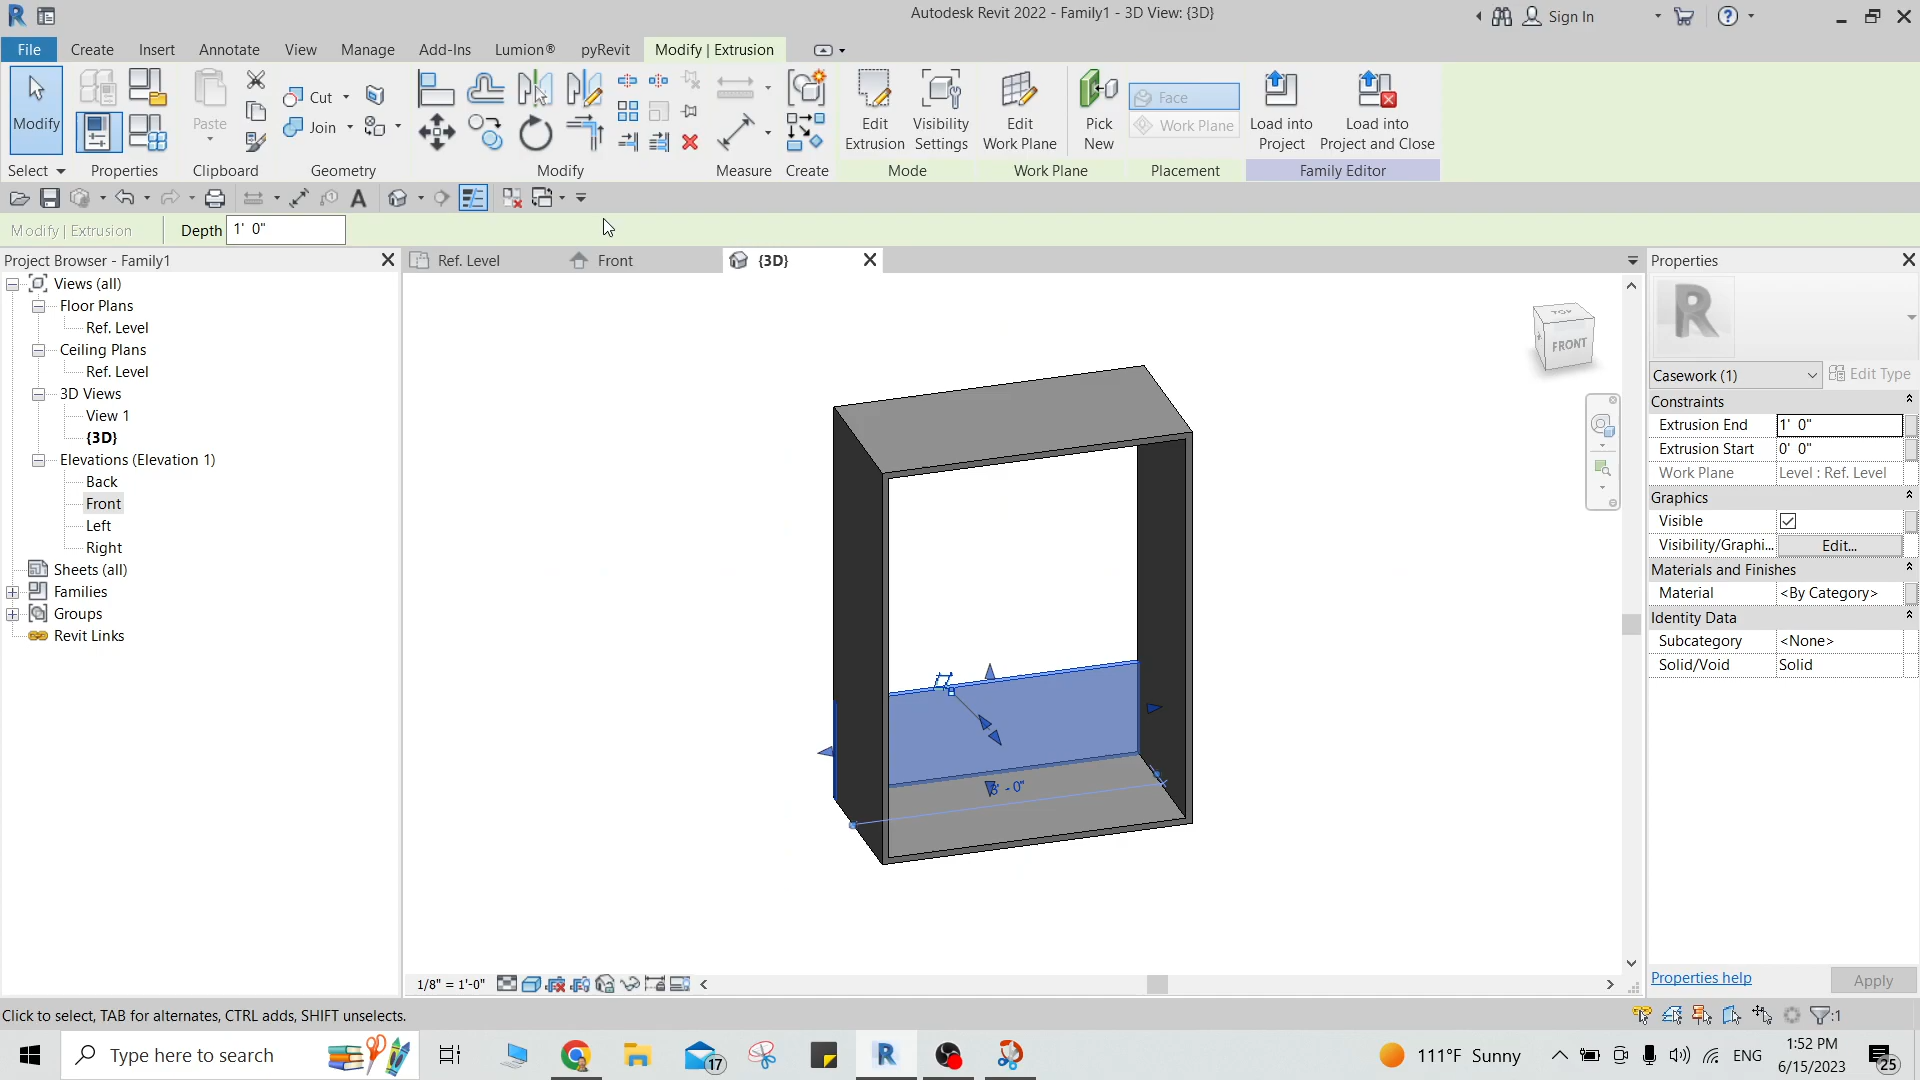 Autodesk Revit 2022 - Family1 - 3D View: {3D}
Sign In
File Create Insert Annotate View Manage Add-Ins Lumion® pyRevit Modify | Extrusion
Modify
Paste
Cut
Join
Edit Extrusion
Visibility Settings
Edit Work Plane
Pick New
Face
Work Plane
Load into Project
Load into Project and Close
Select Properties Clipboard Geometry Modify Measure Create Mode Work Plane Placement Family Editor
Modify | Extrusion Depth 1' 0"
Project Browser - Family1
Views (all)
Floor Plans
Ref. Level
Ceiling Plans
Ref. Level
3D Views
View 1
{3D}
Elevations (Elevation 1)
Back
Front
Left
Right
Sheets (all)
Families
Groups
Revit Links
Ref. Level Front {3D}
TOP
FRONT
' - 0"
Properties
R
Casework (1) Edit Type
Constraints
Extrusion End 1' 0"
Extrusion Start 0' 0"
Work Plane Level : Ref. Level
Graphics
Visible
Visibility/Graphi... Edit...
Materials and Finishes
Material <By Category>
Identity Data
Subcategory <None>
Solid/Void Solid
Properties help Apply
1/8" = 1'-0"
Click to select, TAB for alternates, CTRL adds, SHIFT unselects.
:1
Type here to search
17
111°F Sunny
ENG
1:52 PM
6/15/2023
25